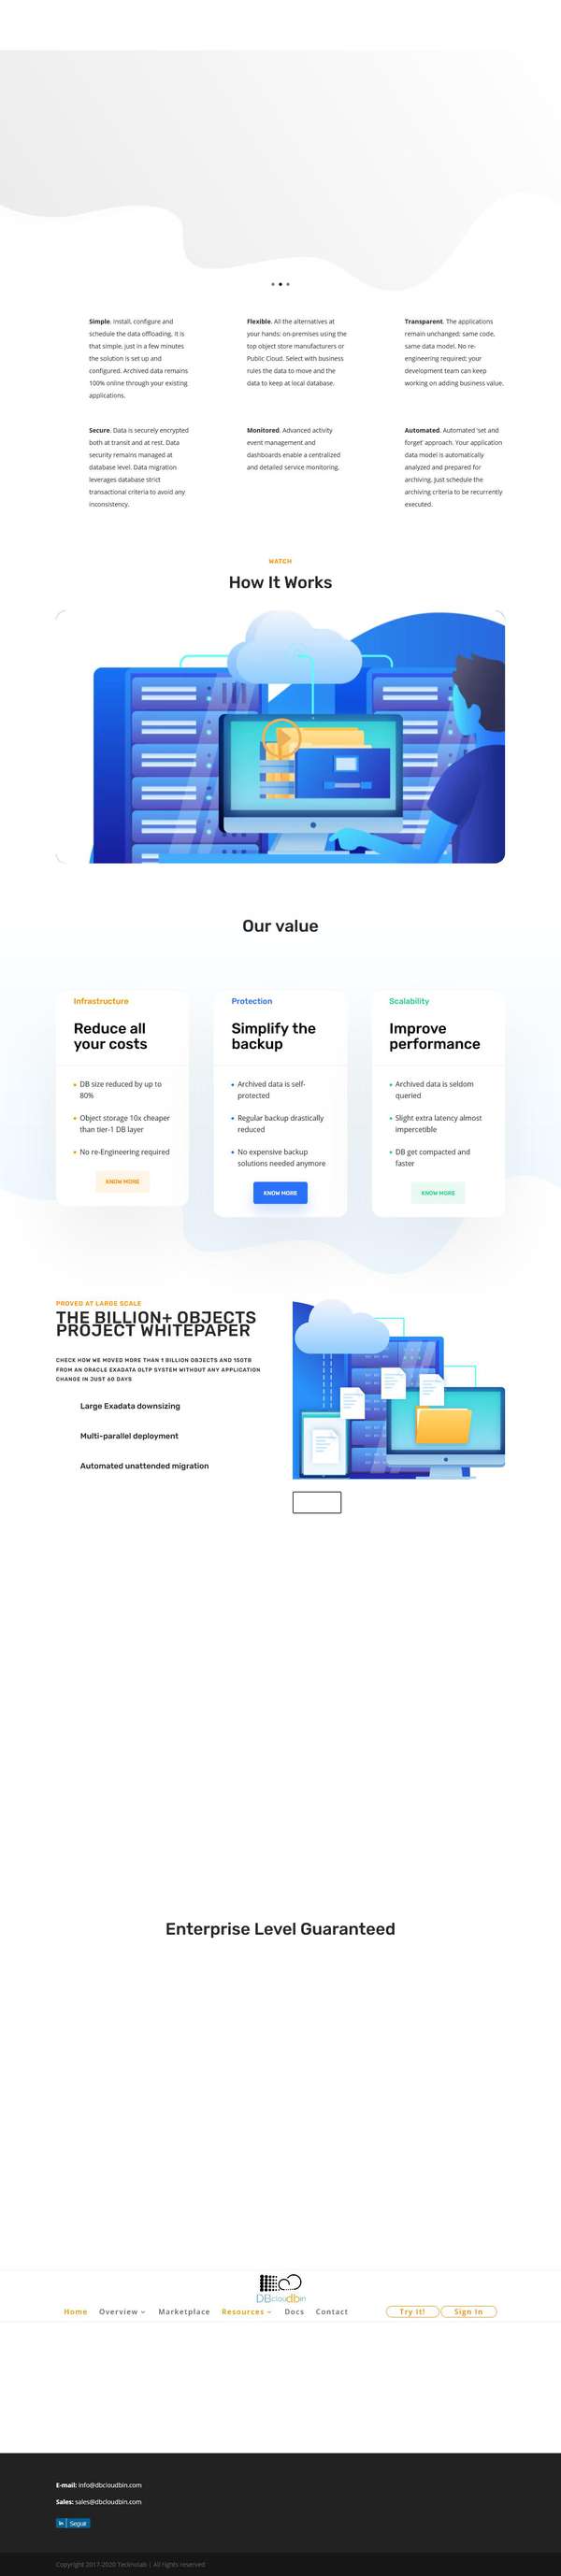 Simple. Install, configure and
schedule the data offloading. It is
that simple, just in a few minutes
the solution is set up and
configured. Archived data remains
100% online through your existing
applications.
Flexible. All the alternatives at
your hands: on-premises using the
top object store manufacturers or
Public Cloud. Select with business
rules the data to move and the
data to keep at local database.
Transparent. The applications
remain unchanged; same code,
same data model. No re-
engineering required; your
development team can keep
working on adding business value.
Secure. Data is securely encrypted
both at transit and at rest. Data
security remains managed at
database level. Data migration
leverages database strict
transactional criteria to avoid any
inconsistency.
Monitored. Advanced activity
event management and
dashboards enable a centralized
and detailed service monitoring.
Automated. Automated 'set and
forget' approach. Your application
data model is automatically
analyzed and prepared for
archiving. Just schedule the
archiving criteria to be recurrently
executed.
WATCH
How It Works
Our value
Infrastructure
Reduce all
your costs
DB size reduced by up to
80%
Object storage 10x cheaper
than tier-1 DB layer
No re-Engineering required
KNOW MORE
Protection
Simplify the
backup
Archived data is self-
protected
Regular backup drastically
reduced
No expensive backup
solutions needed anymore
KNOW MORE
Scalability
Improve
performance
Archived data is seldom
queried
Slight extra latency almost
impercetible
DB get compacted and
faster
KNOW MORE
PROVED AT LARGE SCALE
THE BILLION+ OBJECTS
PROJECT WHITEPAPER
CHECK HOW WE MOVED MORE THAN 1 BILLION OBJECTS AND 150TB
FROM AN ORACLE EXADATA OLTP SYSTEM WITHOUT ANY APPLICATION
CHANGE IN JUST 60 DAYS
Large Exadata downsizing
Multi-parallel deployment
Automated unattended migration
Enterprise Level Guaranteed
DBcloudbin
Home Overview Marketplace Resources Docs Contact Try It! Sign In
E-mail: info@dbcloudbin.com
Sales: sales@dbcloudbin.com
in Seguir
Copyright 2017-2020 Tecknolab | All rights reserved